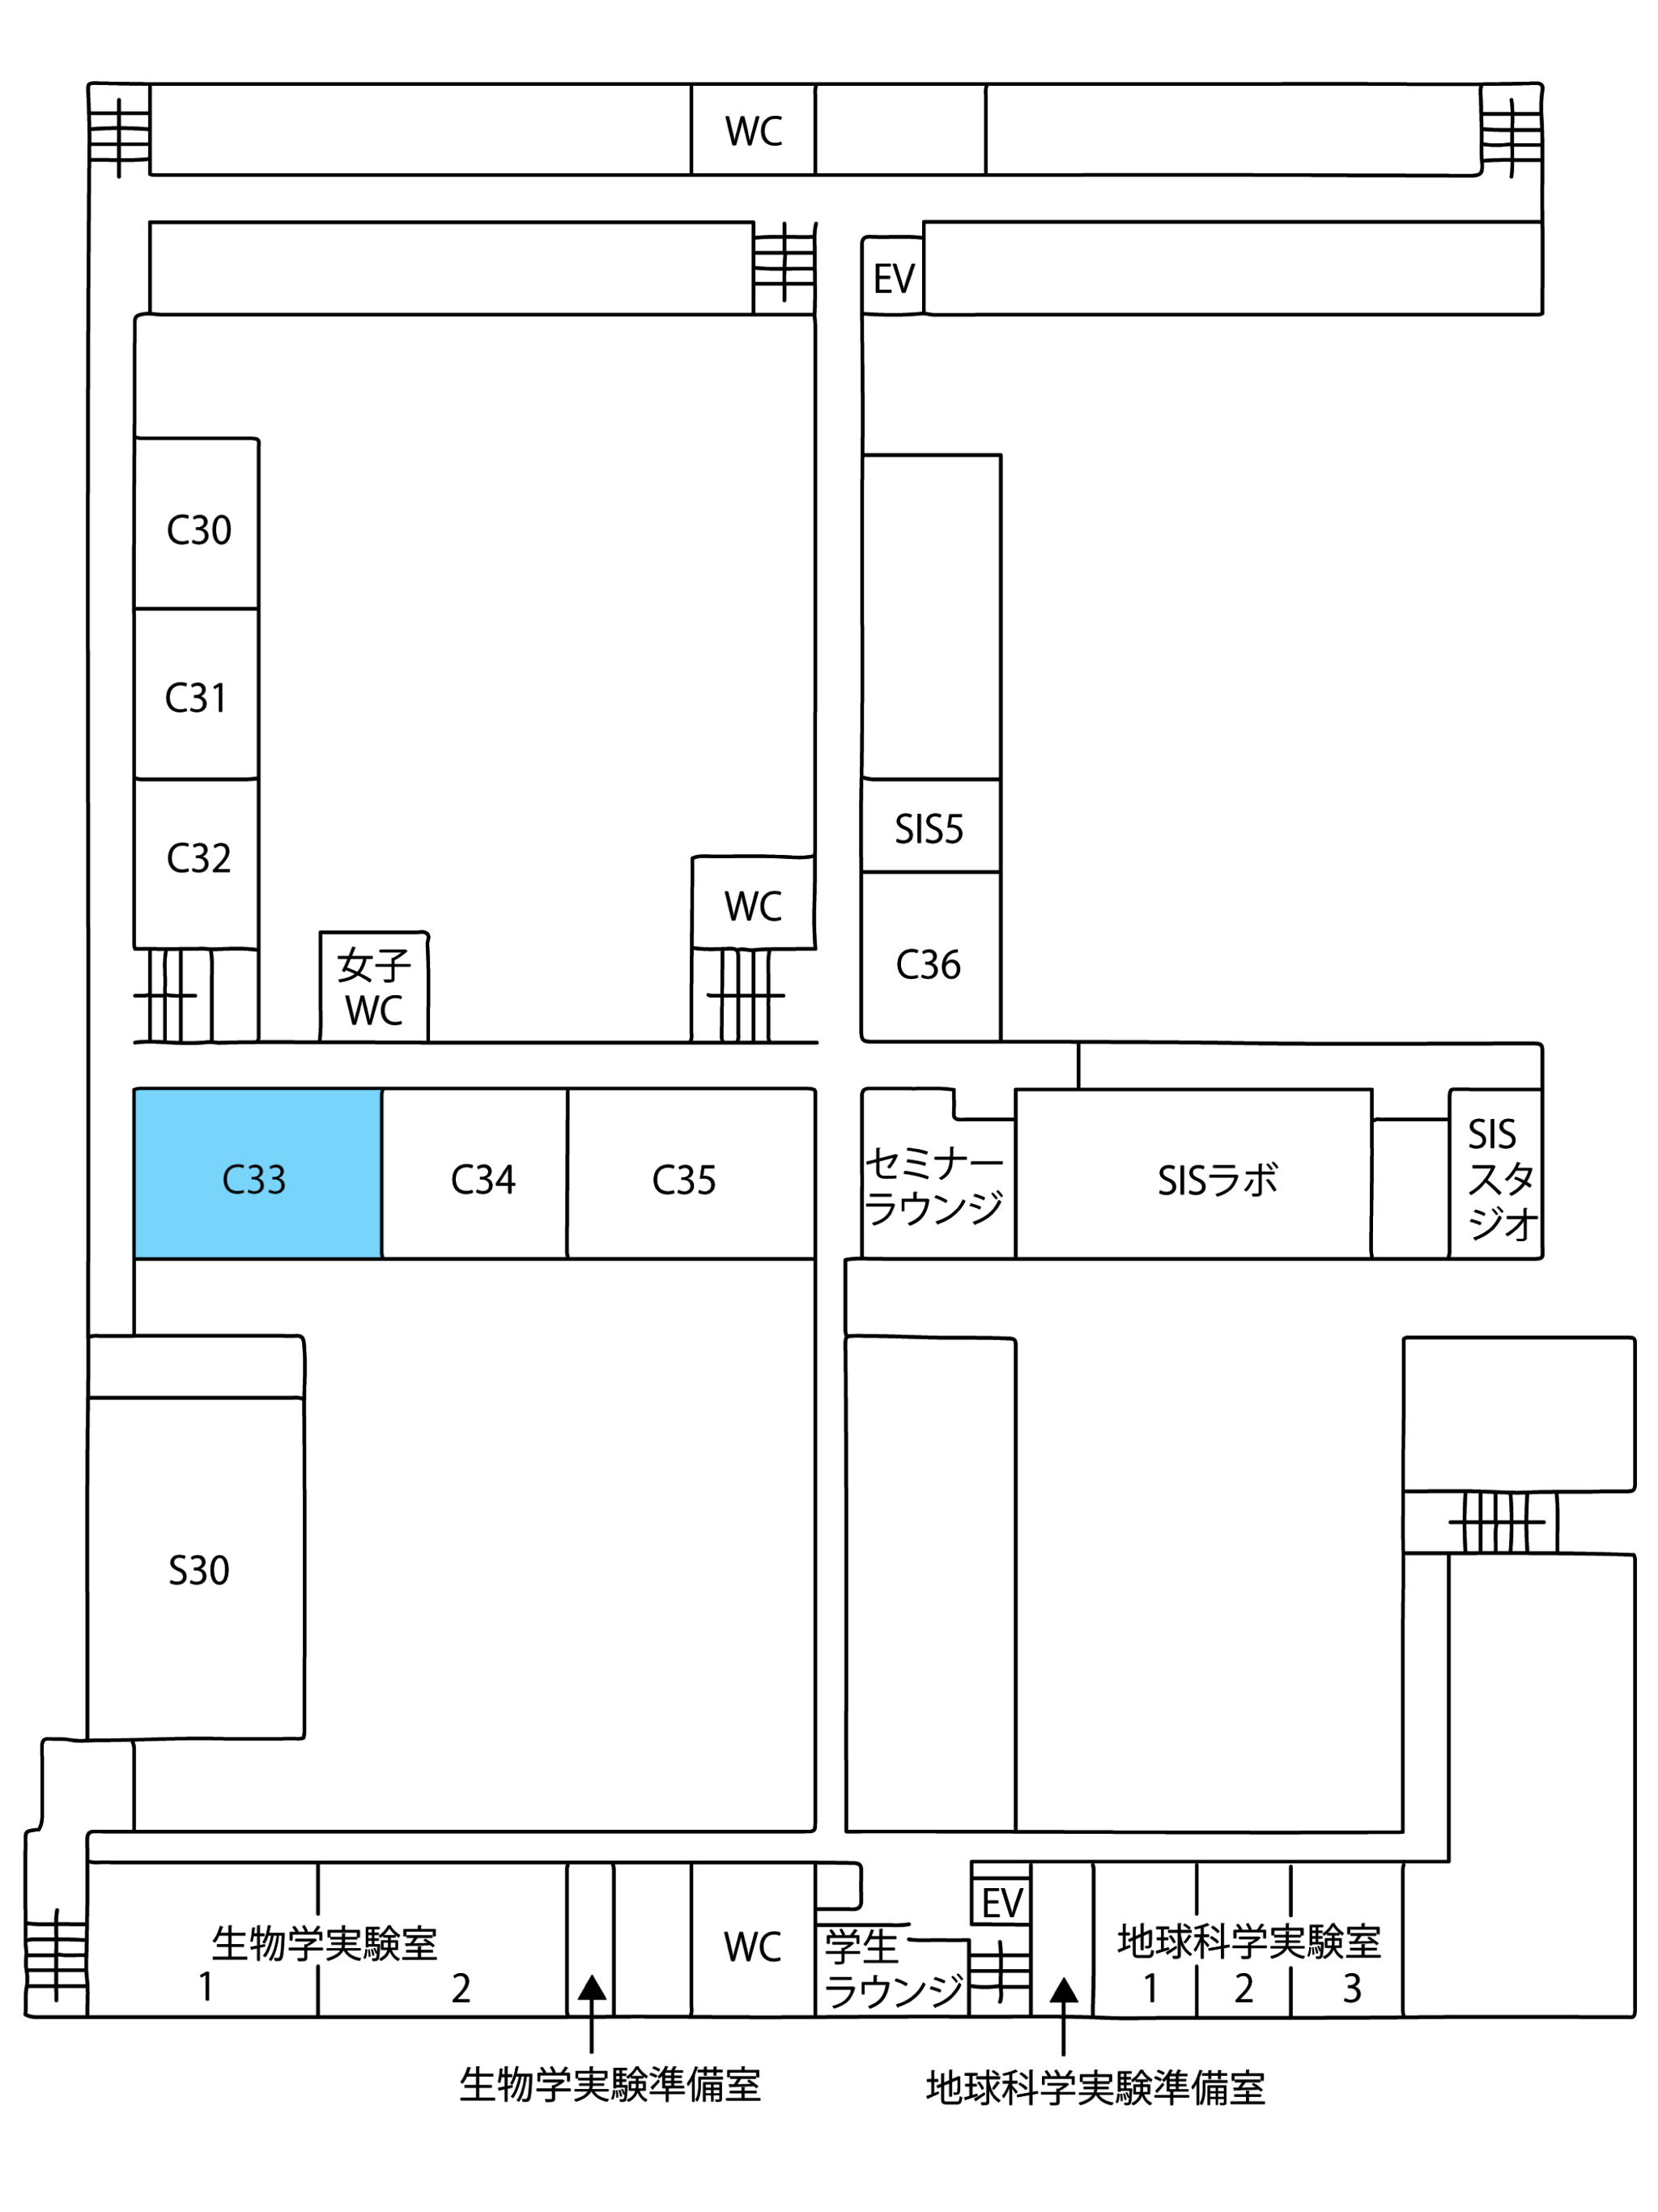 WC
EV
C30
C31
C32
SIS5
WC
C36
女子
WC
C33
C34
C35
セミナー
ラウンジ
SISラボ
SIS
スタ
ジオ
S30
生物学実験室
1
2
WC
学生
ラウンジ
EV
地球科学実験室
1
2
3
生物学実験準備室
地球科学実験準備室